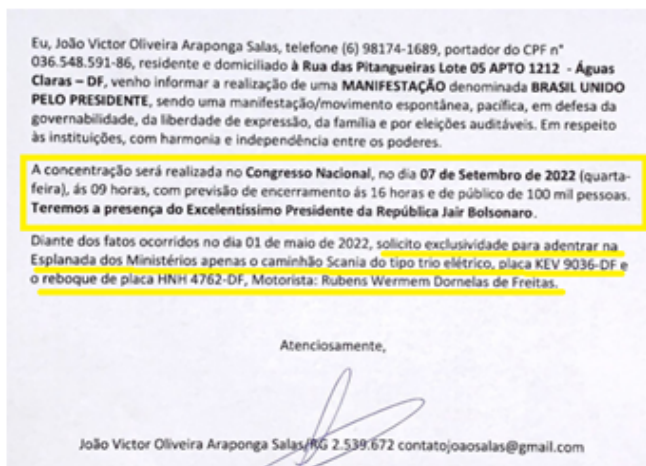 Eu, João Victor Oliveira Araponga Salas, telefone (6) 98174-1689, portador do CPF n°
036.548.591-86, residente e domiciliado à Rua das Pitangueiras Lote 05 APTO 1212 - Águas
Claras – DF, venho informar a realização de uma MANIFESTAÇÃO denominada BRASIL UNIDO
PELO PRESIDENTE, sendo uma manifestação/movimento espontânea, pacífica, em defesa da
governabilidade, da liberdade de expressão, da família e por eleições auditáveis. Em respeito
às instituições, com harmonia e independência entre os poderes.
A concentração será realizada no Congresso Nacional, no dia 07 de Setembro de 2022 (quarta-
feira), ás 09 horas, com previsão de encerramento ás 16 horas e de público de 100 mil pessoas.
Teremos a presença do Excelentíssimo Presidente da República Jair Bolsonaro.
Diante dos fatos ocorridos no dia 01 de maio de 2022, solicito exclusividade para adentrar na
Esplanada dos Ministérios apenas o caminhão Scania do tipo trio elétrico, placa KEV 9036-DF e
o reboque de placa HNH 4762-DF, Motorista: Rubens Wermem Dornelas de Freitas.
Atenciosamente,
João Victor Oliveira Araponga Salas/RG 2.539.672 contatojoaosalas@gmail.com